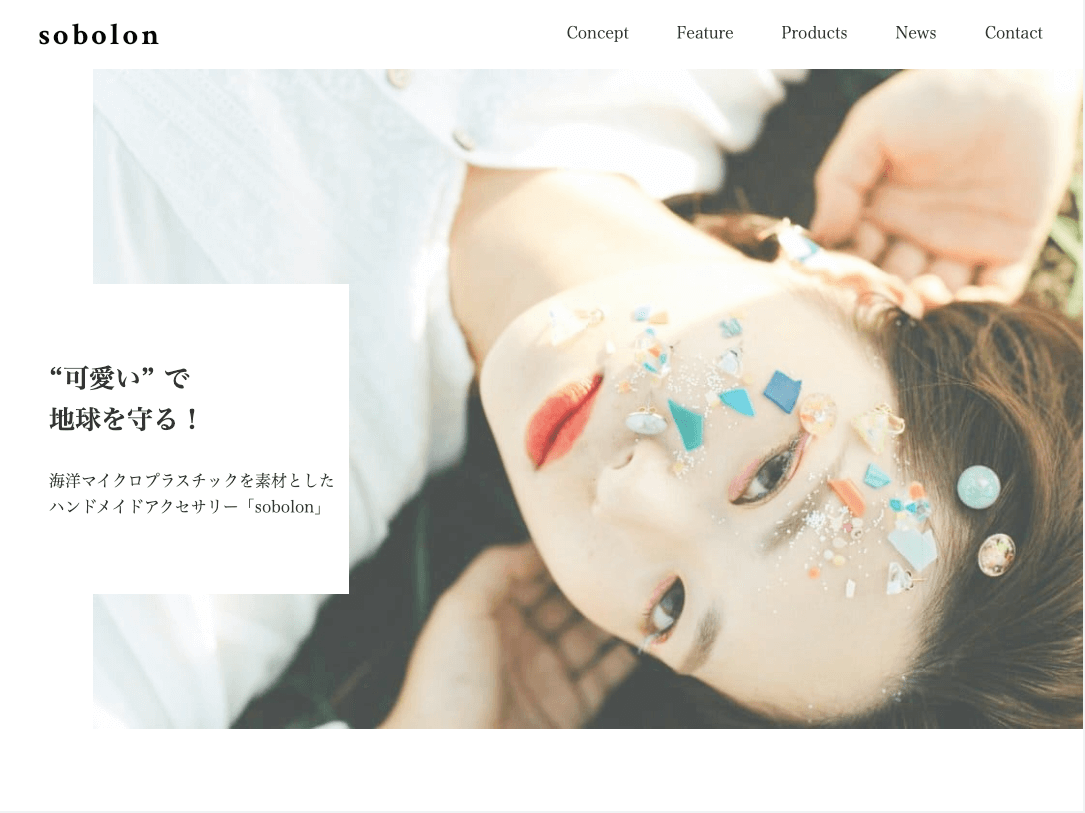 sobolon
Concept Feature Products News Contact
“可愛い” で
地球を守る！
海洋マイクロプラスチックを素材とした
ハンドメイドアクセサリー「sobolon」